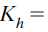 K_h =